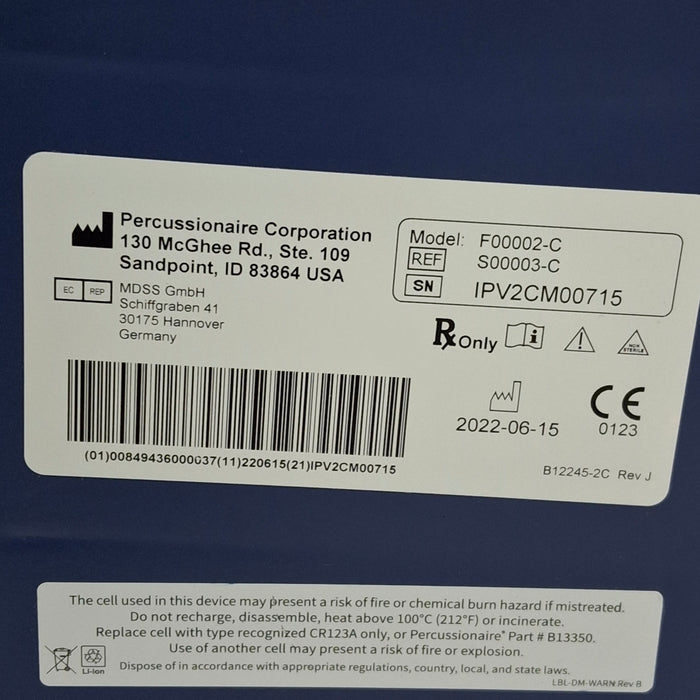 Percussionaire Corporation
130 McGhee Rd., Ste. 109
Sandpoint, ID 83864 USA
EC REP
MDSS GmbH
Schiffgraben 41
30175 Hannover
Germany
Model: F00002-C
REF S00003-C
SN IPV2CM00715
Rx Only
NON STERILE
2022-06-15
CE
0123
(01)00849436000037(11)220615(21)IPV2CM00715
B12245-2C Rev J
The cell used in this device may present a risk of fire or chemical burn hazard if mistreated.
Do not recharge, disassemble, heat above 100°C (212°F) or incinerate.
Replace cell with type recognized CR123A only, or Percussionaire® Part # B13350.
Use of another cell may present a risk of fire or explosion.
Dispose of in accordance with appropriate regulations, country, local, and state laws.
Li-Ion
LBL-DM-WARN Rev B